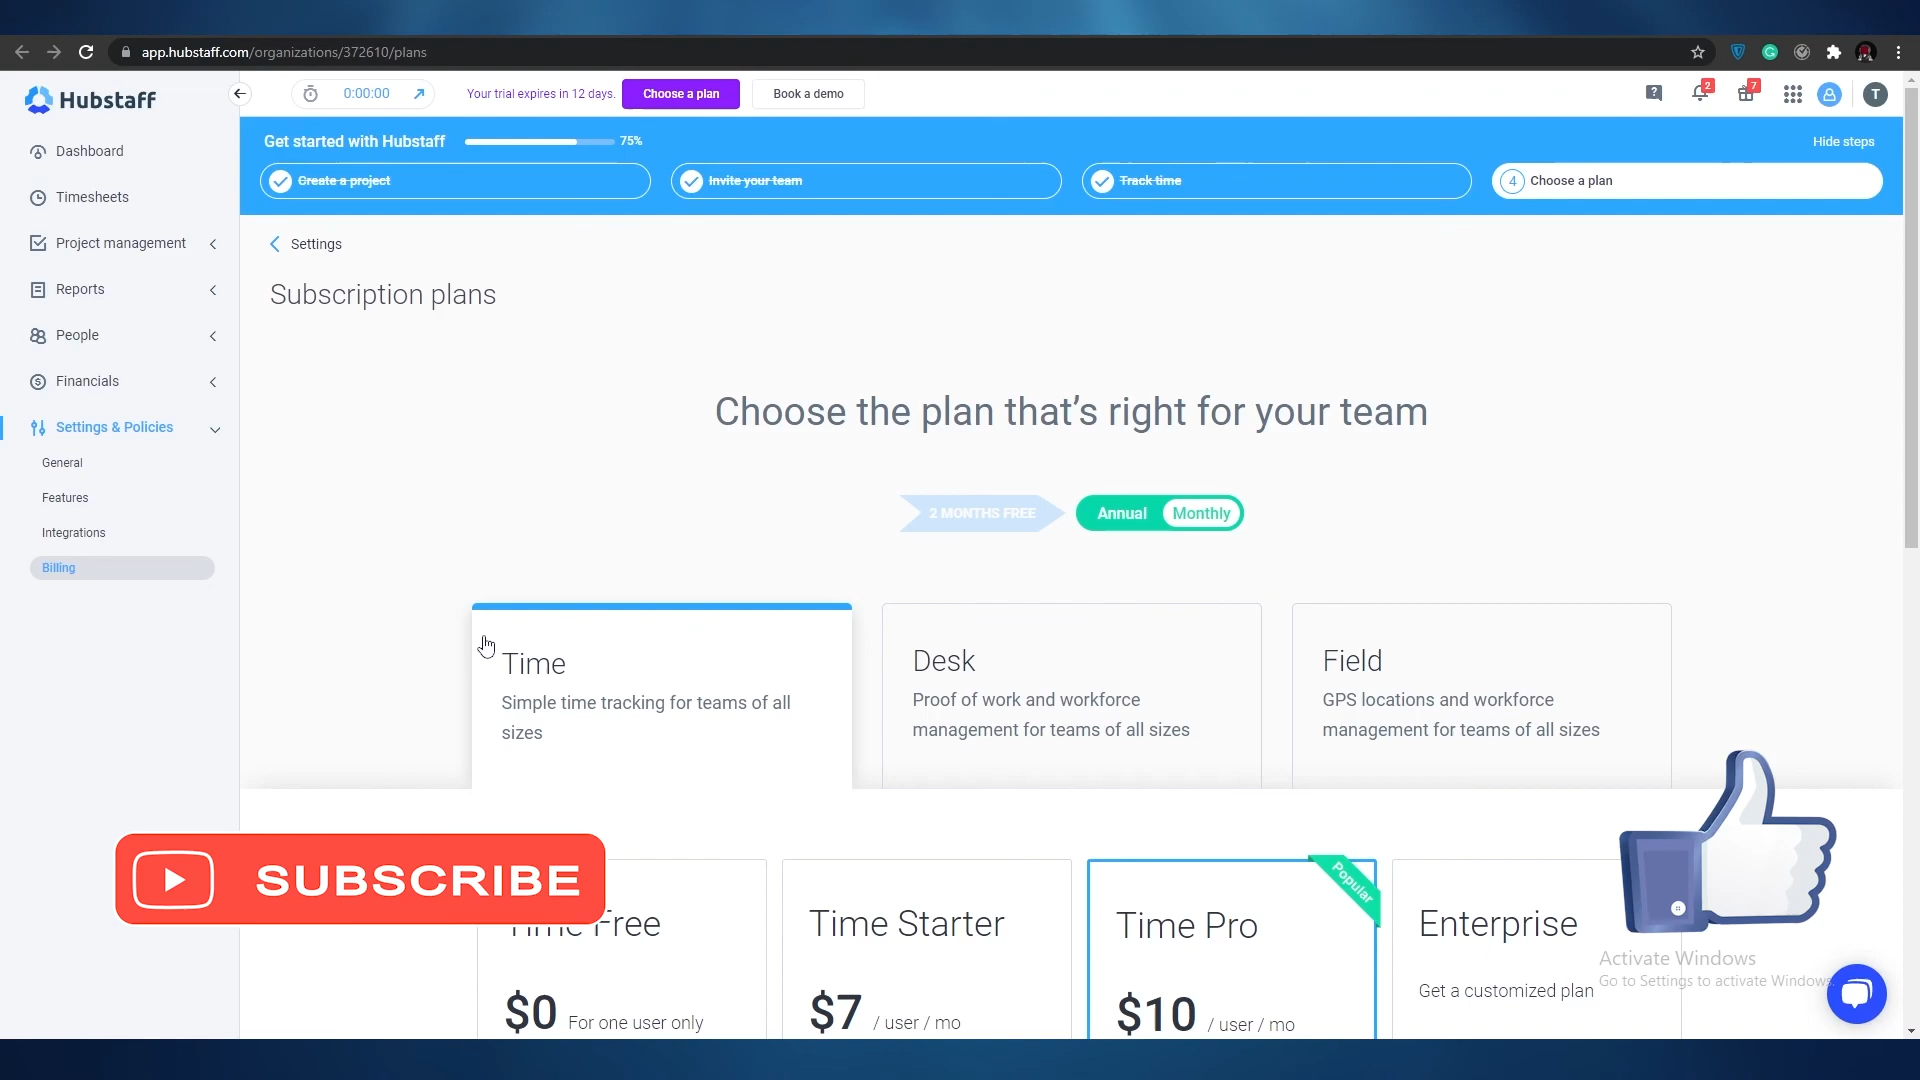 app.hubstaff.com/organizations/372610/plans
Hubstaff
0:00:00
Your trial expires in 12 days.
Choose a plan
Book a demo
2
7
T
Get started with Hubstaff
75%
Hide steps
Create a project
Invite your team
Track time
4 Choose a plan
Dashboard
Timesheets
Project management
Reports
People
Financials
Settings & Policies
General
Features
Integrations
Billing
Settings
Subscription plans
Choose the plan that’s right for your team
2 MONTHS FREE
Annual
Monthly
Time
Simple time tracking for teams of all
sizes
Desk
Proof of work and workforce
management for teams of all sizes
Field
GPS locations and workforce
management for teams of all sizes
SUBSCRIBE
Time Free
$0 For one user only
Time Starter
$7 / user / mo
Popular
Time Pro
$10 / user / mo
Enterprise
Get a customized plan
Activate Windows
Go to Settings to activate Windows.